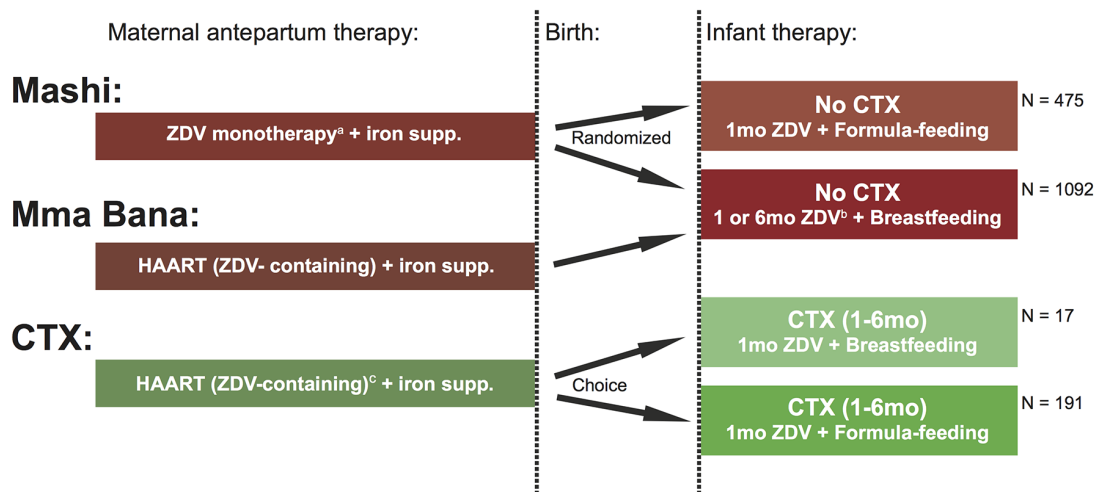 Maternal antepartum therapy:
Birth:
Infant therapy:
Mashi:
ZDV monotherapyᵃ + iron supp.
Randomized
No CTX
1mo ZDV + Formula-feeding
N = 475
No CTX
1 or 6mo ZDVᵇ + Breastfeeding
N = 1092
Mma Bana:
HAART (ZDV- containing) + iron supp.
CTX:
HAART (ZDV-containing)ᶜ + iron supp.
Choice
CTX (1-6mo)
1mo ZDV + Breastfeeding
N = 17
CTX (1-6mo)
1mo ZDV + Formula-feeding
N = 191